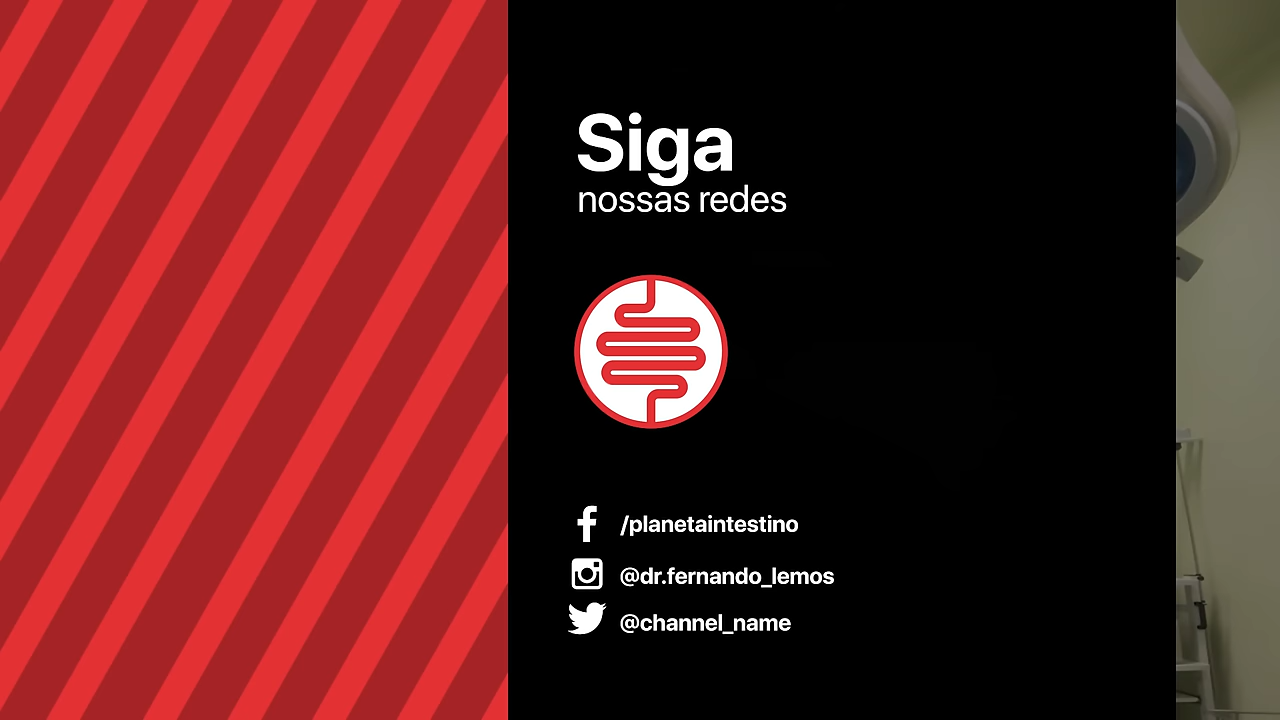 Siga
nossas redes
/planetaintestino
@dr.fernando_lemos
@channel_name